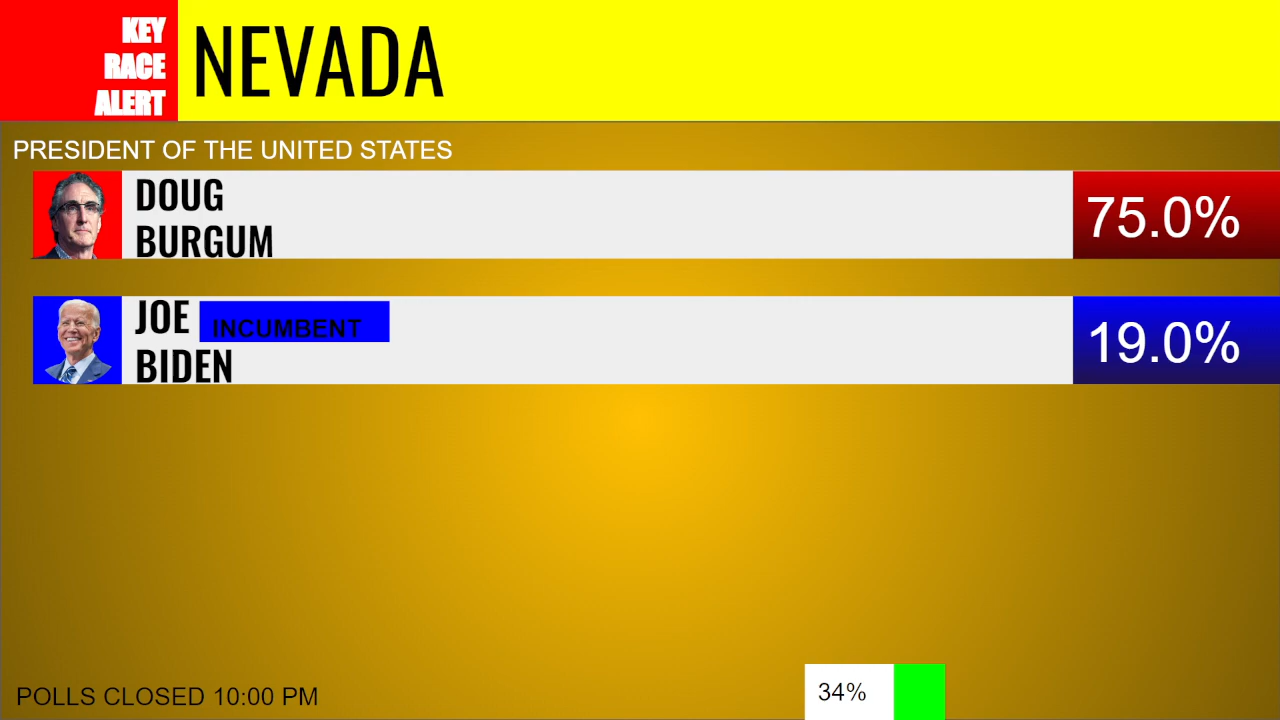 KEY
RACE
ALERT
NEVADA
PRESIDENT OF THE UNITED STATES
DOUG
BURGUM
75.0%
JOE INCUMBENT
BIDEN
19.0%
POLLS CLOSED 10:00 PM
34%